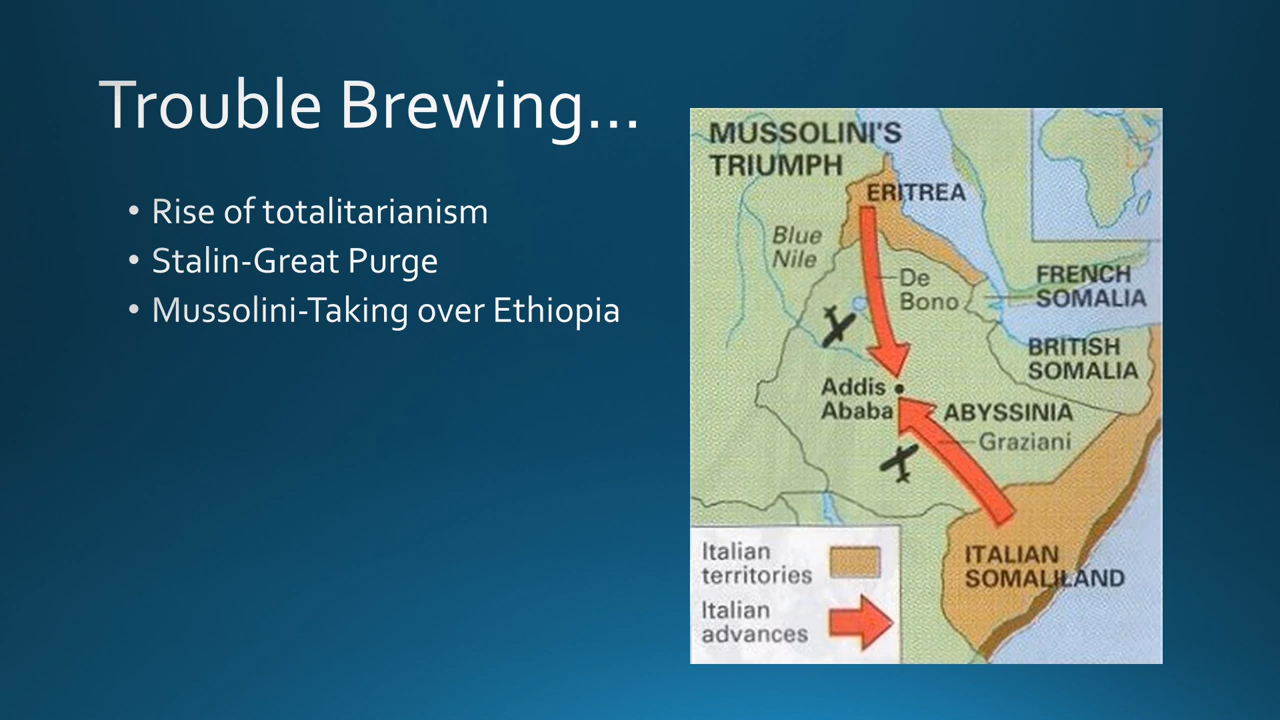 Trouble Brewing...
• Rise of totalitarianism
• Stalin-Great Purge
• Mussolini-Taking over Ethiopia
MUSSOLINI'S
TRIUMPH
ERITREA
Blue
Nile
De
Bono
FRENCH
SOMALIA
BRITISH
SOMALIA
Addis
Ababa
ABYSSINIA
Graziani
ITALIAN
SOMALILAND
Italian
territories
Italian
advances